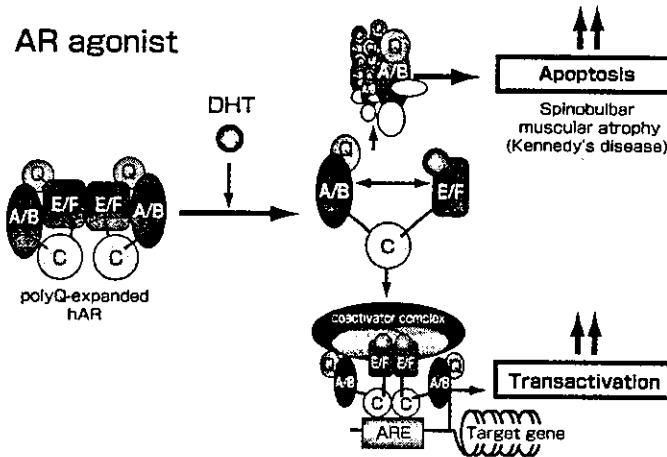 AR agonist
DHT
Q
A/B
Apoptosis
Spinobulbar
muscular atrophy
(Kennedy's disease)
Q
Q
A/B
E/F
E/F
A/B
C
C
polyQ-expanded
hAR
Q
A/B
E/F
C
coactivator complex
Q
E/F
E/F
Q
A/B
A/B
C
C
ARE
Transactivation
Target gene